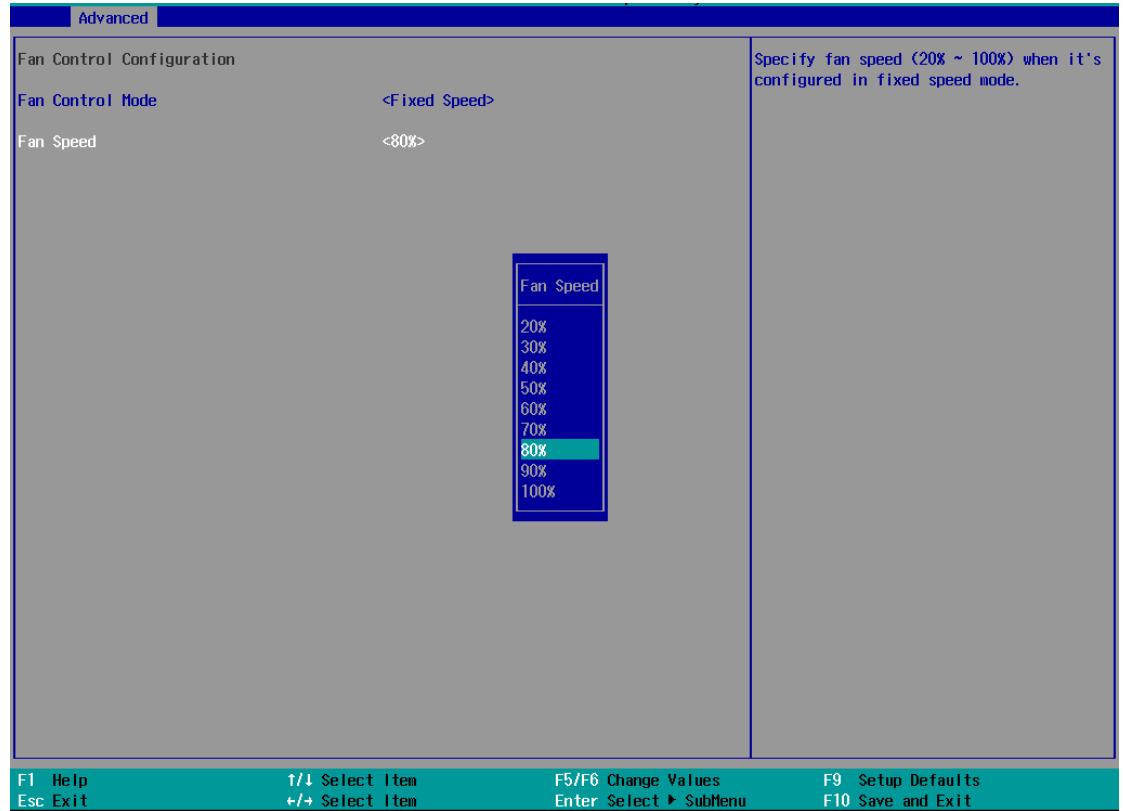 Advanced
Fan Control Configuration
Fan Control Mode <Fixed Speed>
Fan Speed <80%>
Specify fan speed (20% ~ 100%) when it's
configured in fixed speed mode.
Fan Speed
20%
30%
40%
50%
60%
70%
80%
90%
100%
F1 Help ↑/↓ Select Item F5/F6 Change Values F9 Setup Defaults
Esc Exit ←/→ Select Item Enter Select ▶ SubMenu F10 Save and Exit